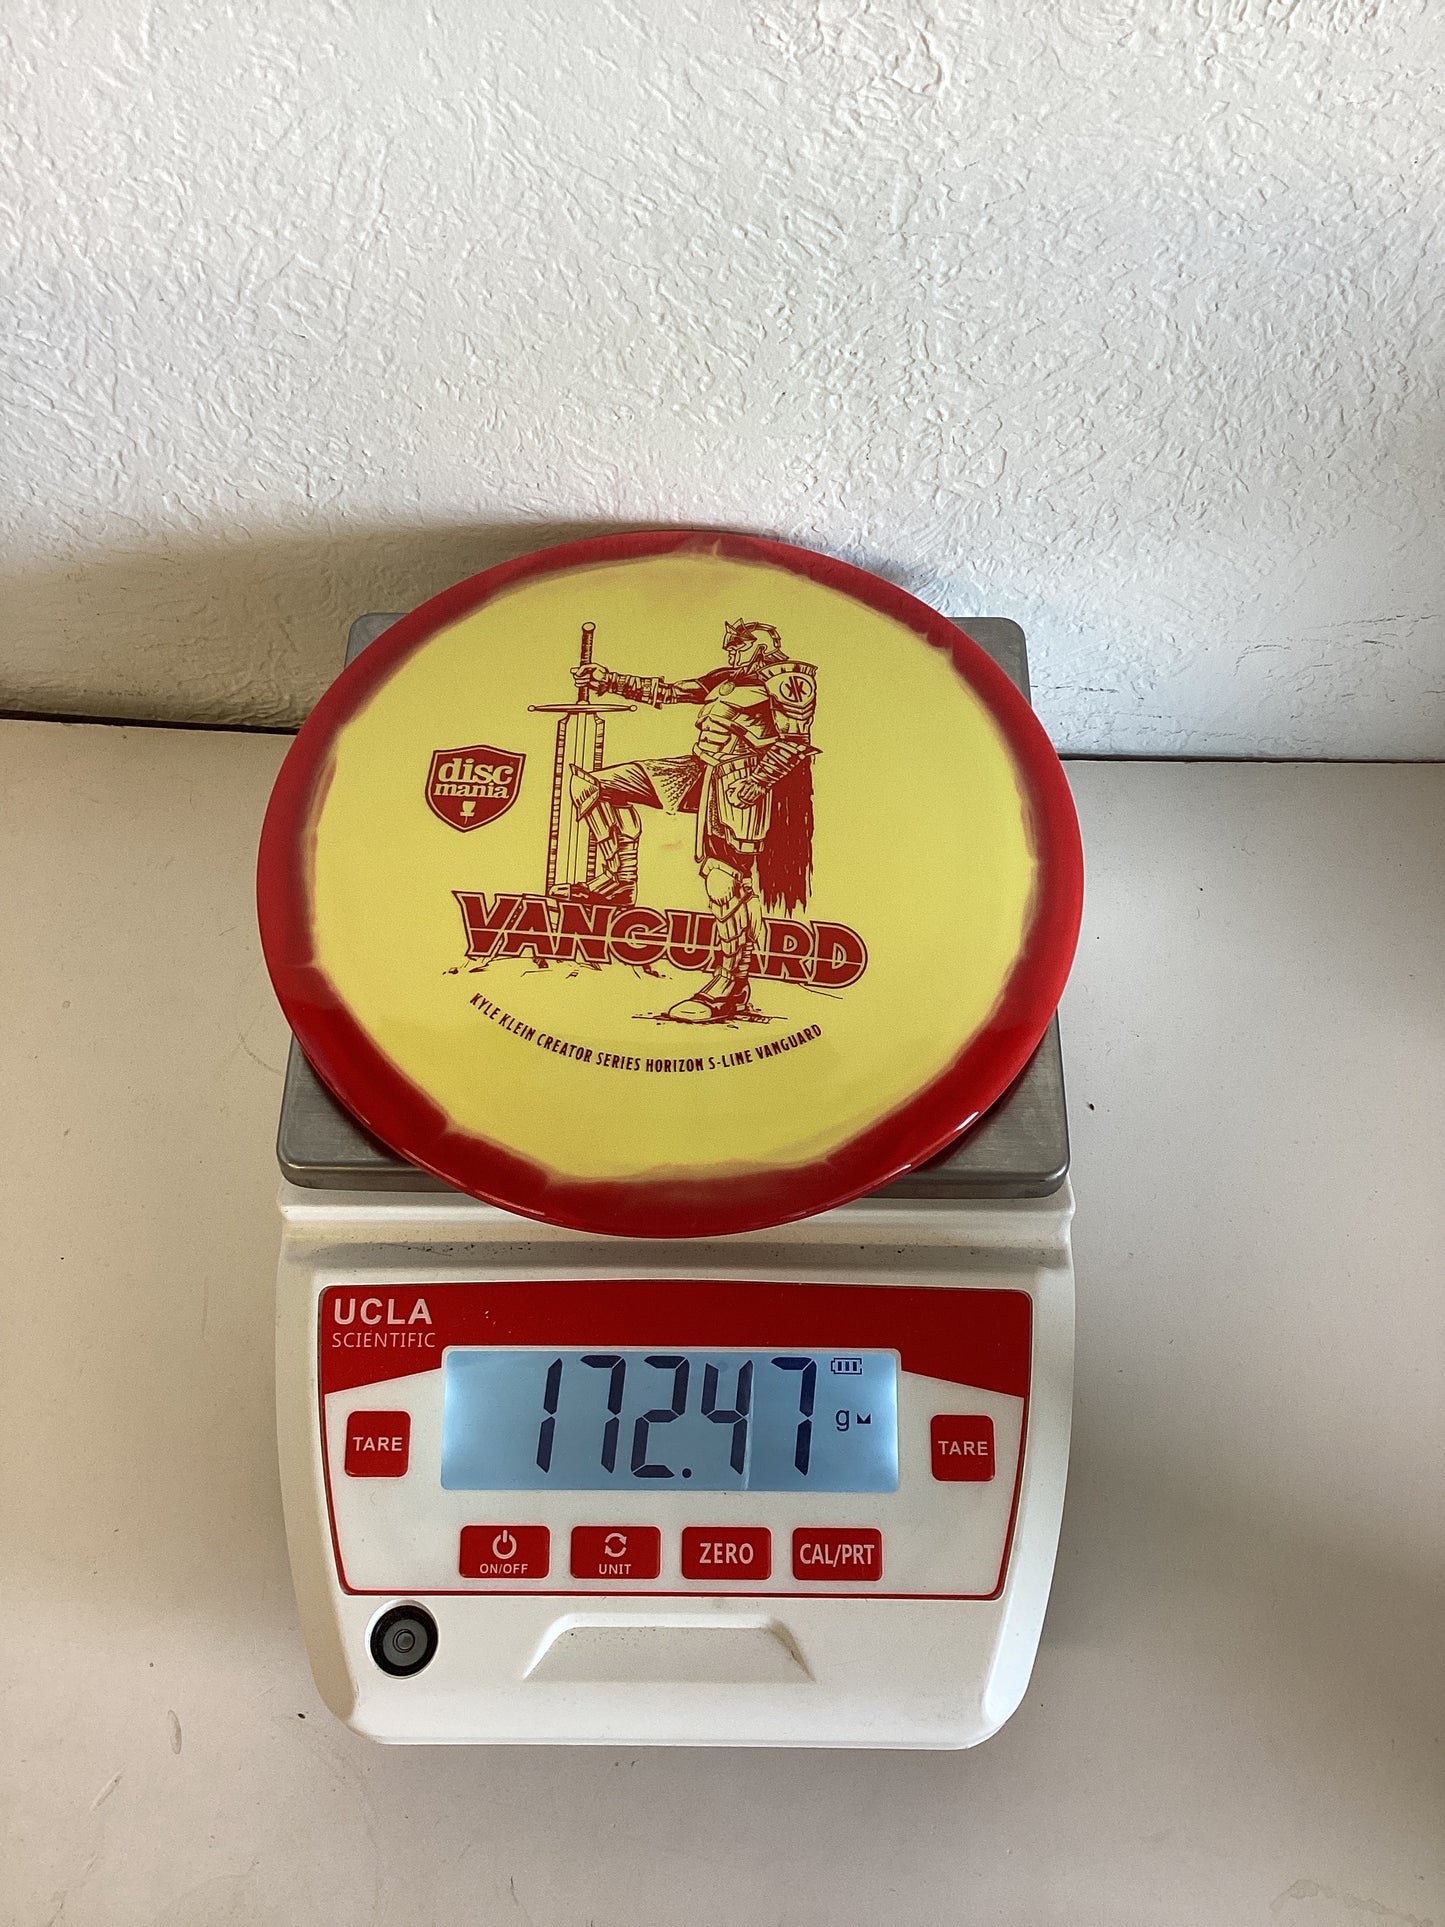 disc
mania
VANGUARD
KYLE KLEIN CREATOR SERIES HORIZON S-LINE VANGUARD
UCLA
SCIENTIFIC
172.47
g
TARE
TARE
ON/OFF
UNIT
ZERO
CAL/PRT